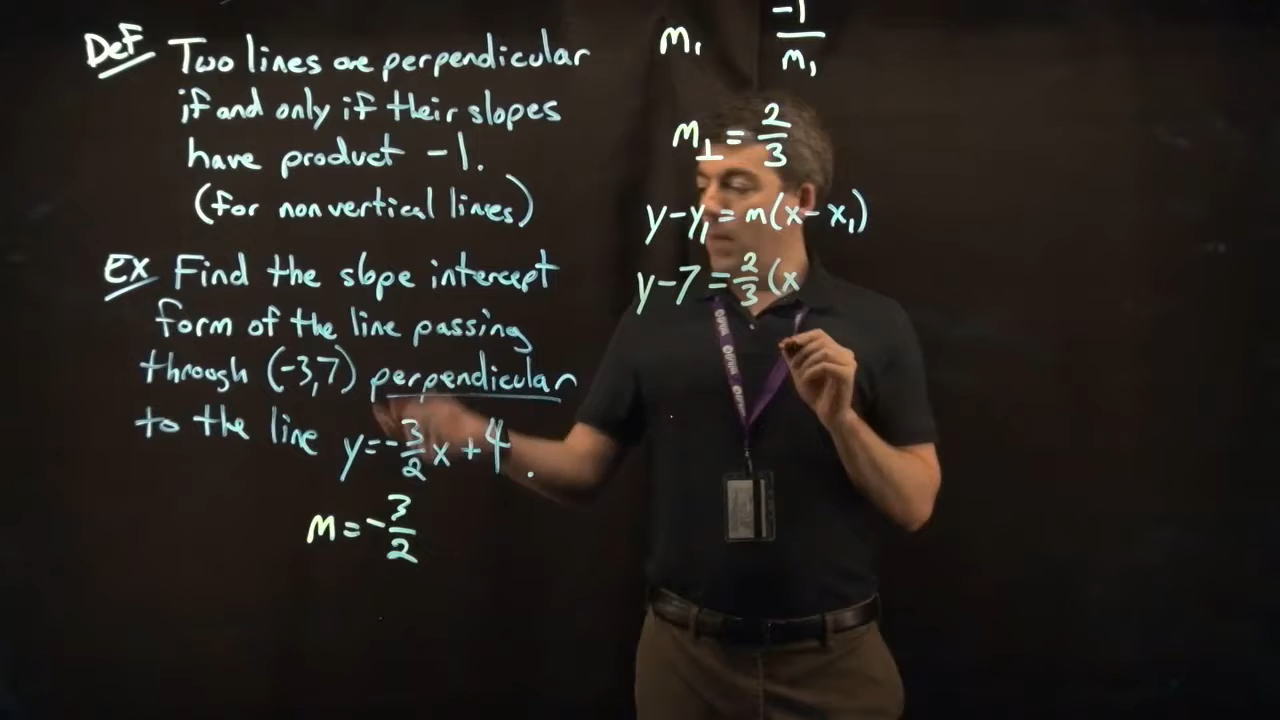 Def Two lines are perpendicular
if and only if their slopes
have product -1.
(for nonvertical lines)
Ex Find the slope intercept
form of the line passing
through (-3,7) perpendicular
to the line y=-3/2x+4.
m=-3/2
m₁ -1/m₁
m⊥=2/3
y-y₁=m(x-x₁)
y-7=2/3(x